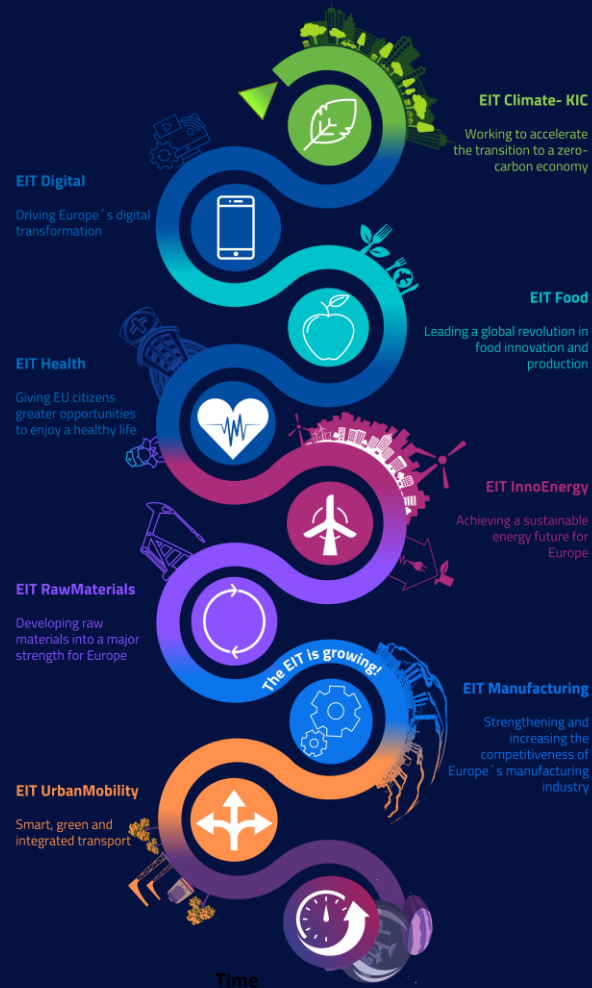 EIT Climate- KIC
Working to accelerate
the transition to a zero-
carbon economy
EIT Digital
Driving Europe´s digital
transformation
EIT Food
Leading a global revolution in
food innovation and
production
EIT Health
Giving EU citizens
greater opportunities
to enjoy a healthy life
EIT InnoEnergy
Achieving a sustainable
energy future for
Europe
EIT RawMaterials
Developing raw
materials into a major
strength for Europe
The EIT is growing!
EIT Manufacturing
Strengthening and
increasing the
competitiveness of
Europe´s manufacturing
industry
EIT UrbanMobility
Smart, green and
integrated transport
Time